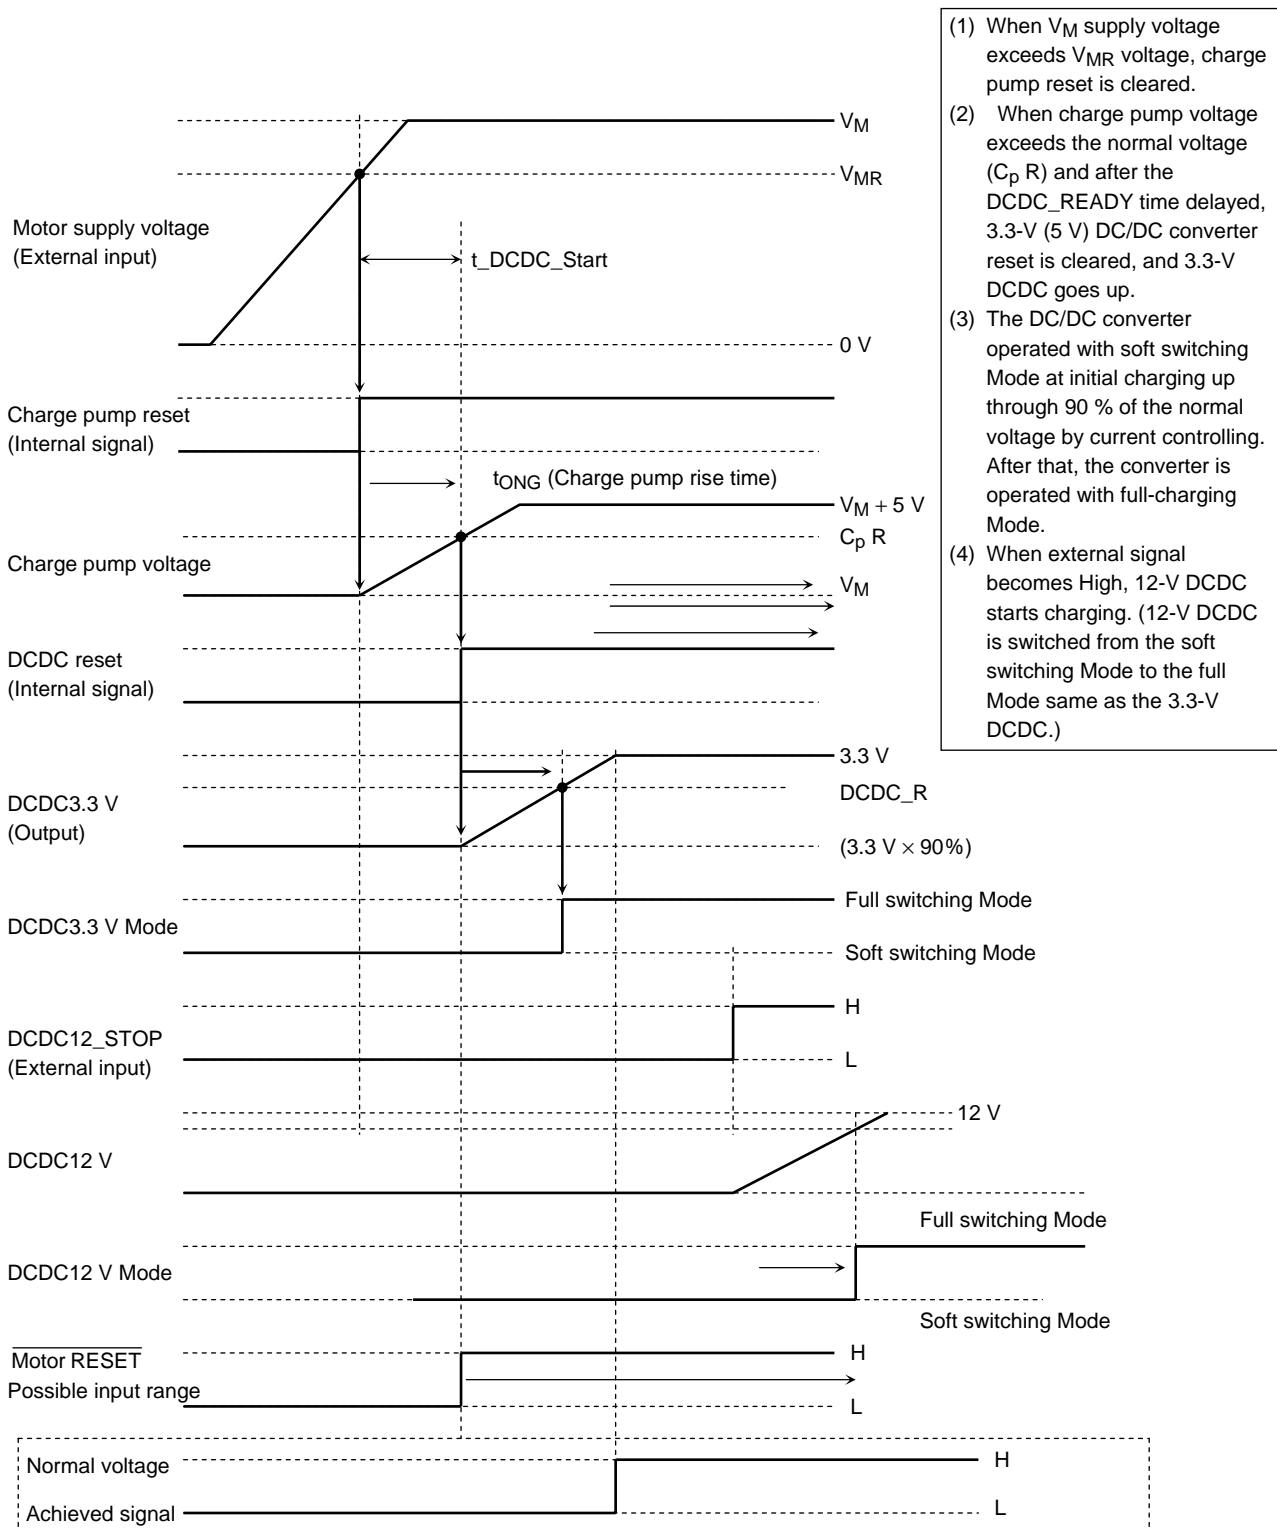 (1) When VM supply voltage
exceeds VMR voltage, charge
pump reset is cleared.
(2) When charge pump voltage
exceeds the normal voltage
(Cp R) and after the
DCDC_READY time delayed,
3.3-V (5 V) DC/DC converter
reset is cleared, and 3.3-V
DCDC goes up.
(3) The DC/DC converter
operated with soft switching
Mode at initial charging up
through 90 % of the normal
voltage by current controlling.
After that, the converter is
operated with full-charging
Mode.
(4) When external signal
becomes High, 12-V DCDC
starts charging. (12-V DCDC
is switched from the soft
switching Mode to the full
Mode same as the 3.3-V
DCDC.)
VM
VMR
Motor supply voltage
(External input)
t_DCDC_Start
0 V
Charge pump reset
(Internal signal)
tONG (Charge pump rise time)
VM + 5 V
Cp R
Charge pump voltage
VM
DCDC reset
(Internal signal)
3.3 V
DCDC_R
DCDC3.3 V
(Output)
(3.3 V × 90%)
Full switching Mode
DCDC3.3 V Mode
Soft switching Mode
H
DCDC12_STOP
(External input)
L
12 V
DCDC12 V
Full switching Mode
DCDC12 V Mode
Soft switching Mode
Motor RESET
H
Possible input range
L
Normal voltage
H
Achieved signal
L